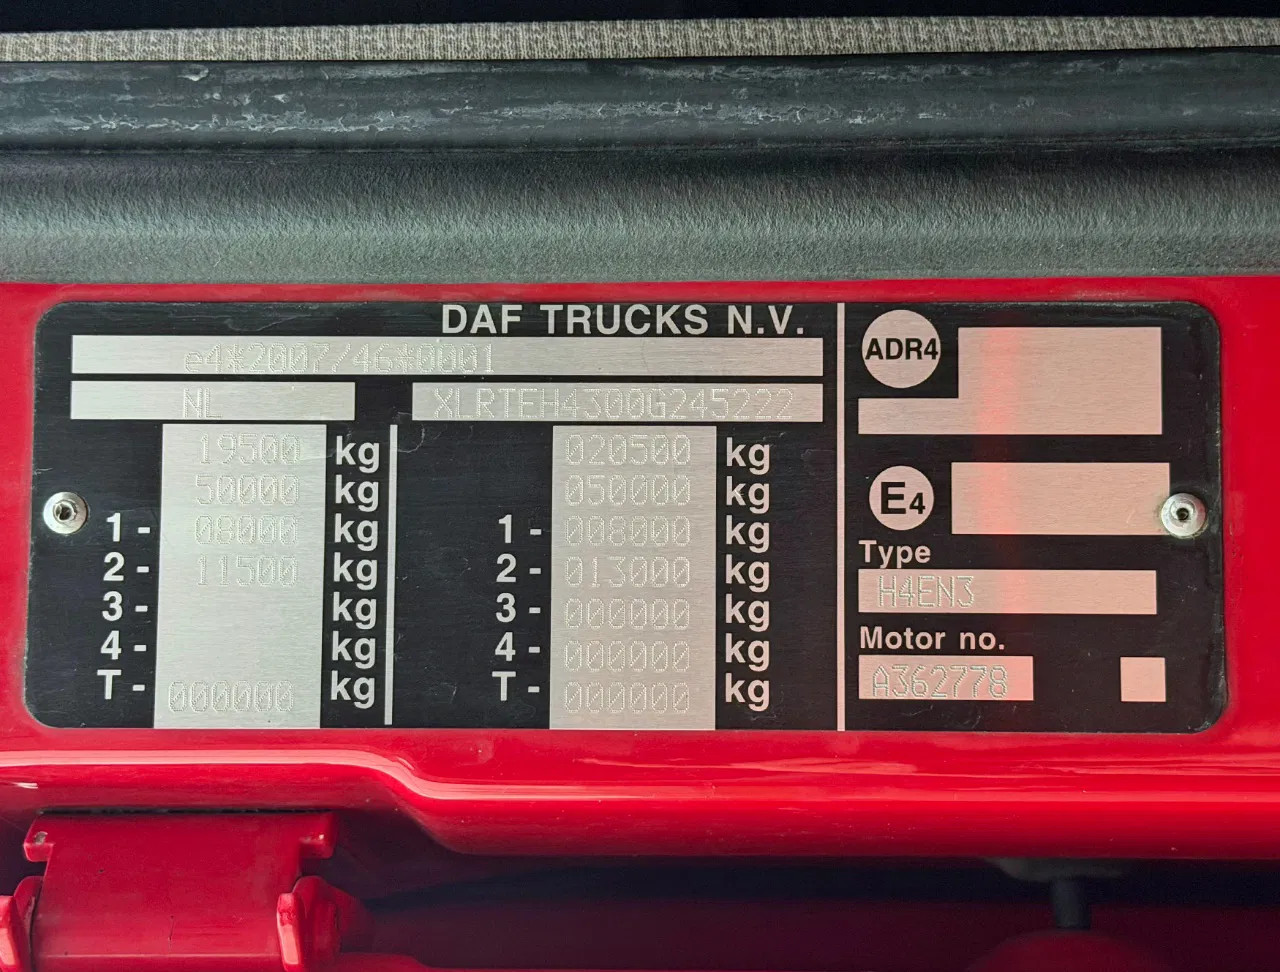 DAF TRUCKS N.V.
e4*2007/46*0001
NL XLRTEH4300G245222
19500 kg 020500 kg
50000 kg 050000 kg
1- 08000 kg 1- 008000 kg
2- 11500 kg 2- 013000 kg
3- kg 3- 000000 kg
4- kg 4- 000000 kg
T- 000000 kg T- 000000 kg
ADR4
E4
Type
H4EN3
Motor no.
A362778